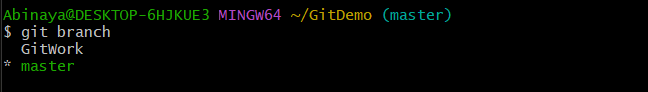 Abinaya@DESKTOP-6HJKUE3 MINGW64 ~/GitDemo (master)
$ git branch
  GitWork
* master